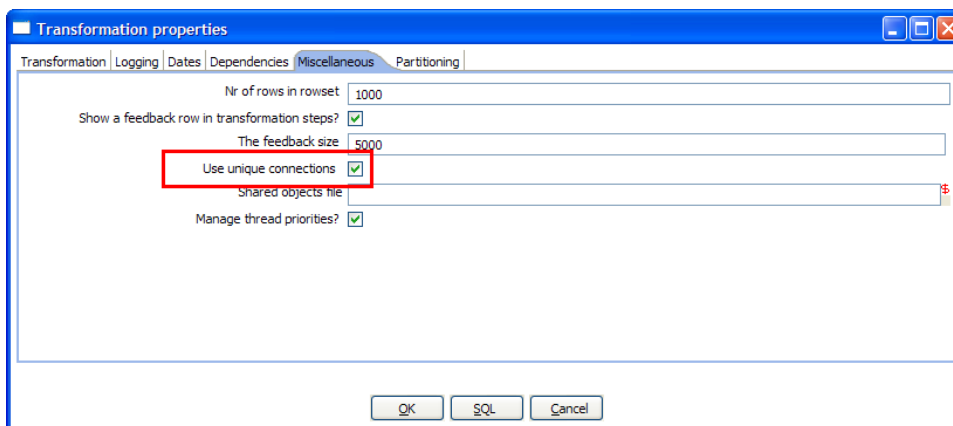 Transformation properties
Transformation Logging Dates Dependencies Miscellaneous Partitioning
Nr of rows in rowset 1000
Show a feedback row in transformation steps?
The feedback size 5000
Use unique connections
Shared objects file $
Manage thread priorities?
OK SQL Cancel